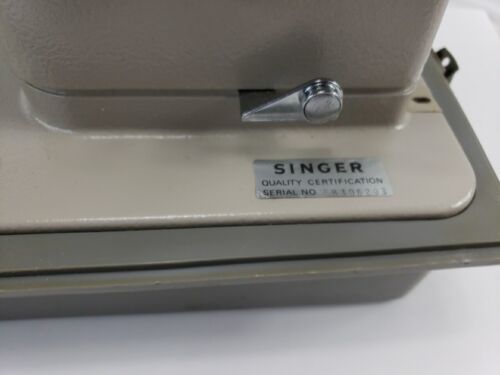 SINGER
QUALITY CERTIFICATION
SERIAL NO